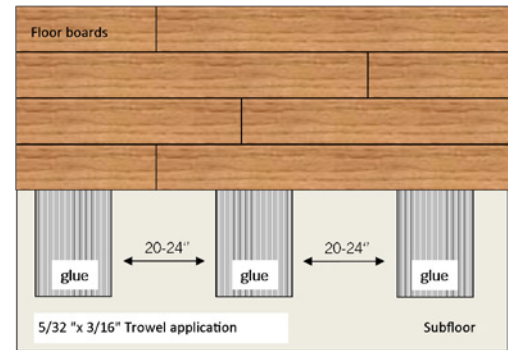 Floor boards
20-24"
20-24"
glue
glue
glue
5/32 "x 3/16" Trowel application
Subfloor